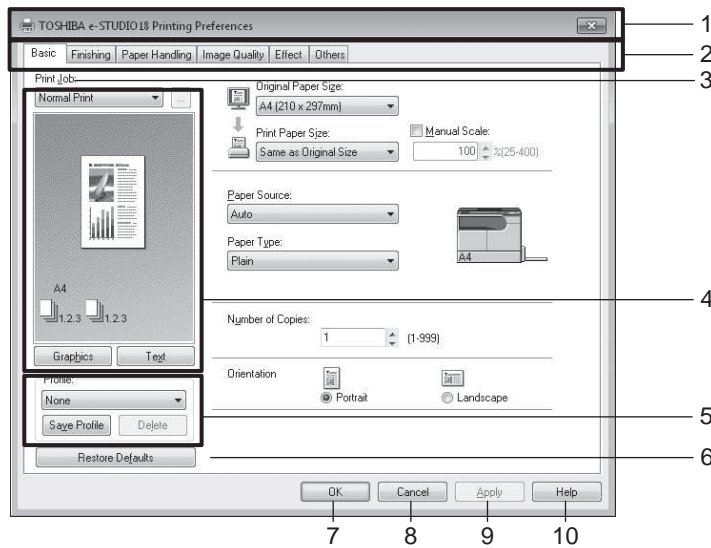 TOSHIBA e-STUDIO18 Printing Preferences
1
Basic Finishing Paper Handling Image Quality Effect Others
2
Print Job:
3
Normal Print ...
Original Paper Size:
A4 (210 x 297mm)
Print Paper Size:
Same as Original Size
Manual Scale:
100 %(25-400)
Paper Source:
Auto
Paper Type:
Plain
A4
A4
1.2.3 1.2.3
4
Number of Copies:
1 (1-999)
Graphics Text
Orientation
Portrait Landscape
Profile:
None
5
Save Profile Delete
Restore Defaults
6
OK Cancel Apply Help
7 8 9 10